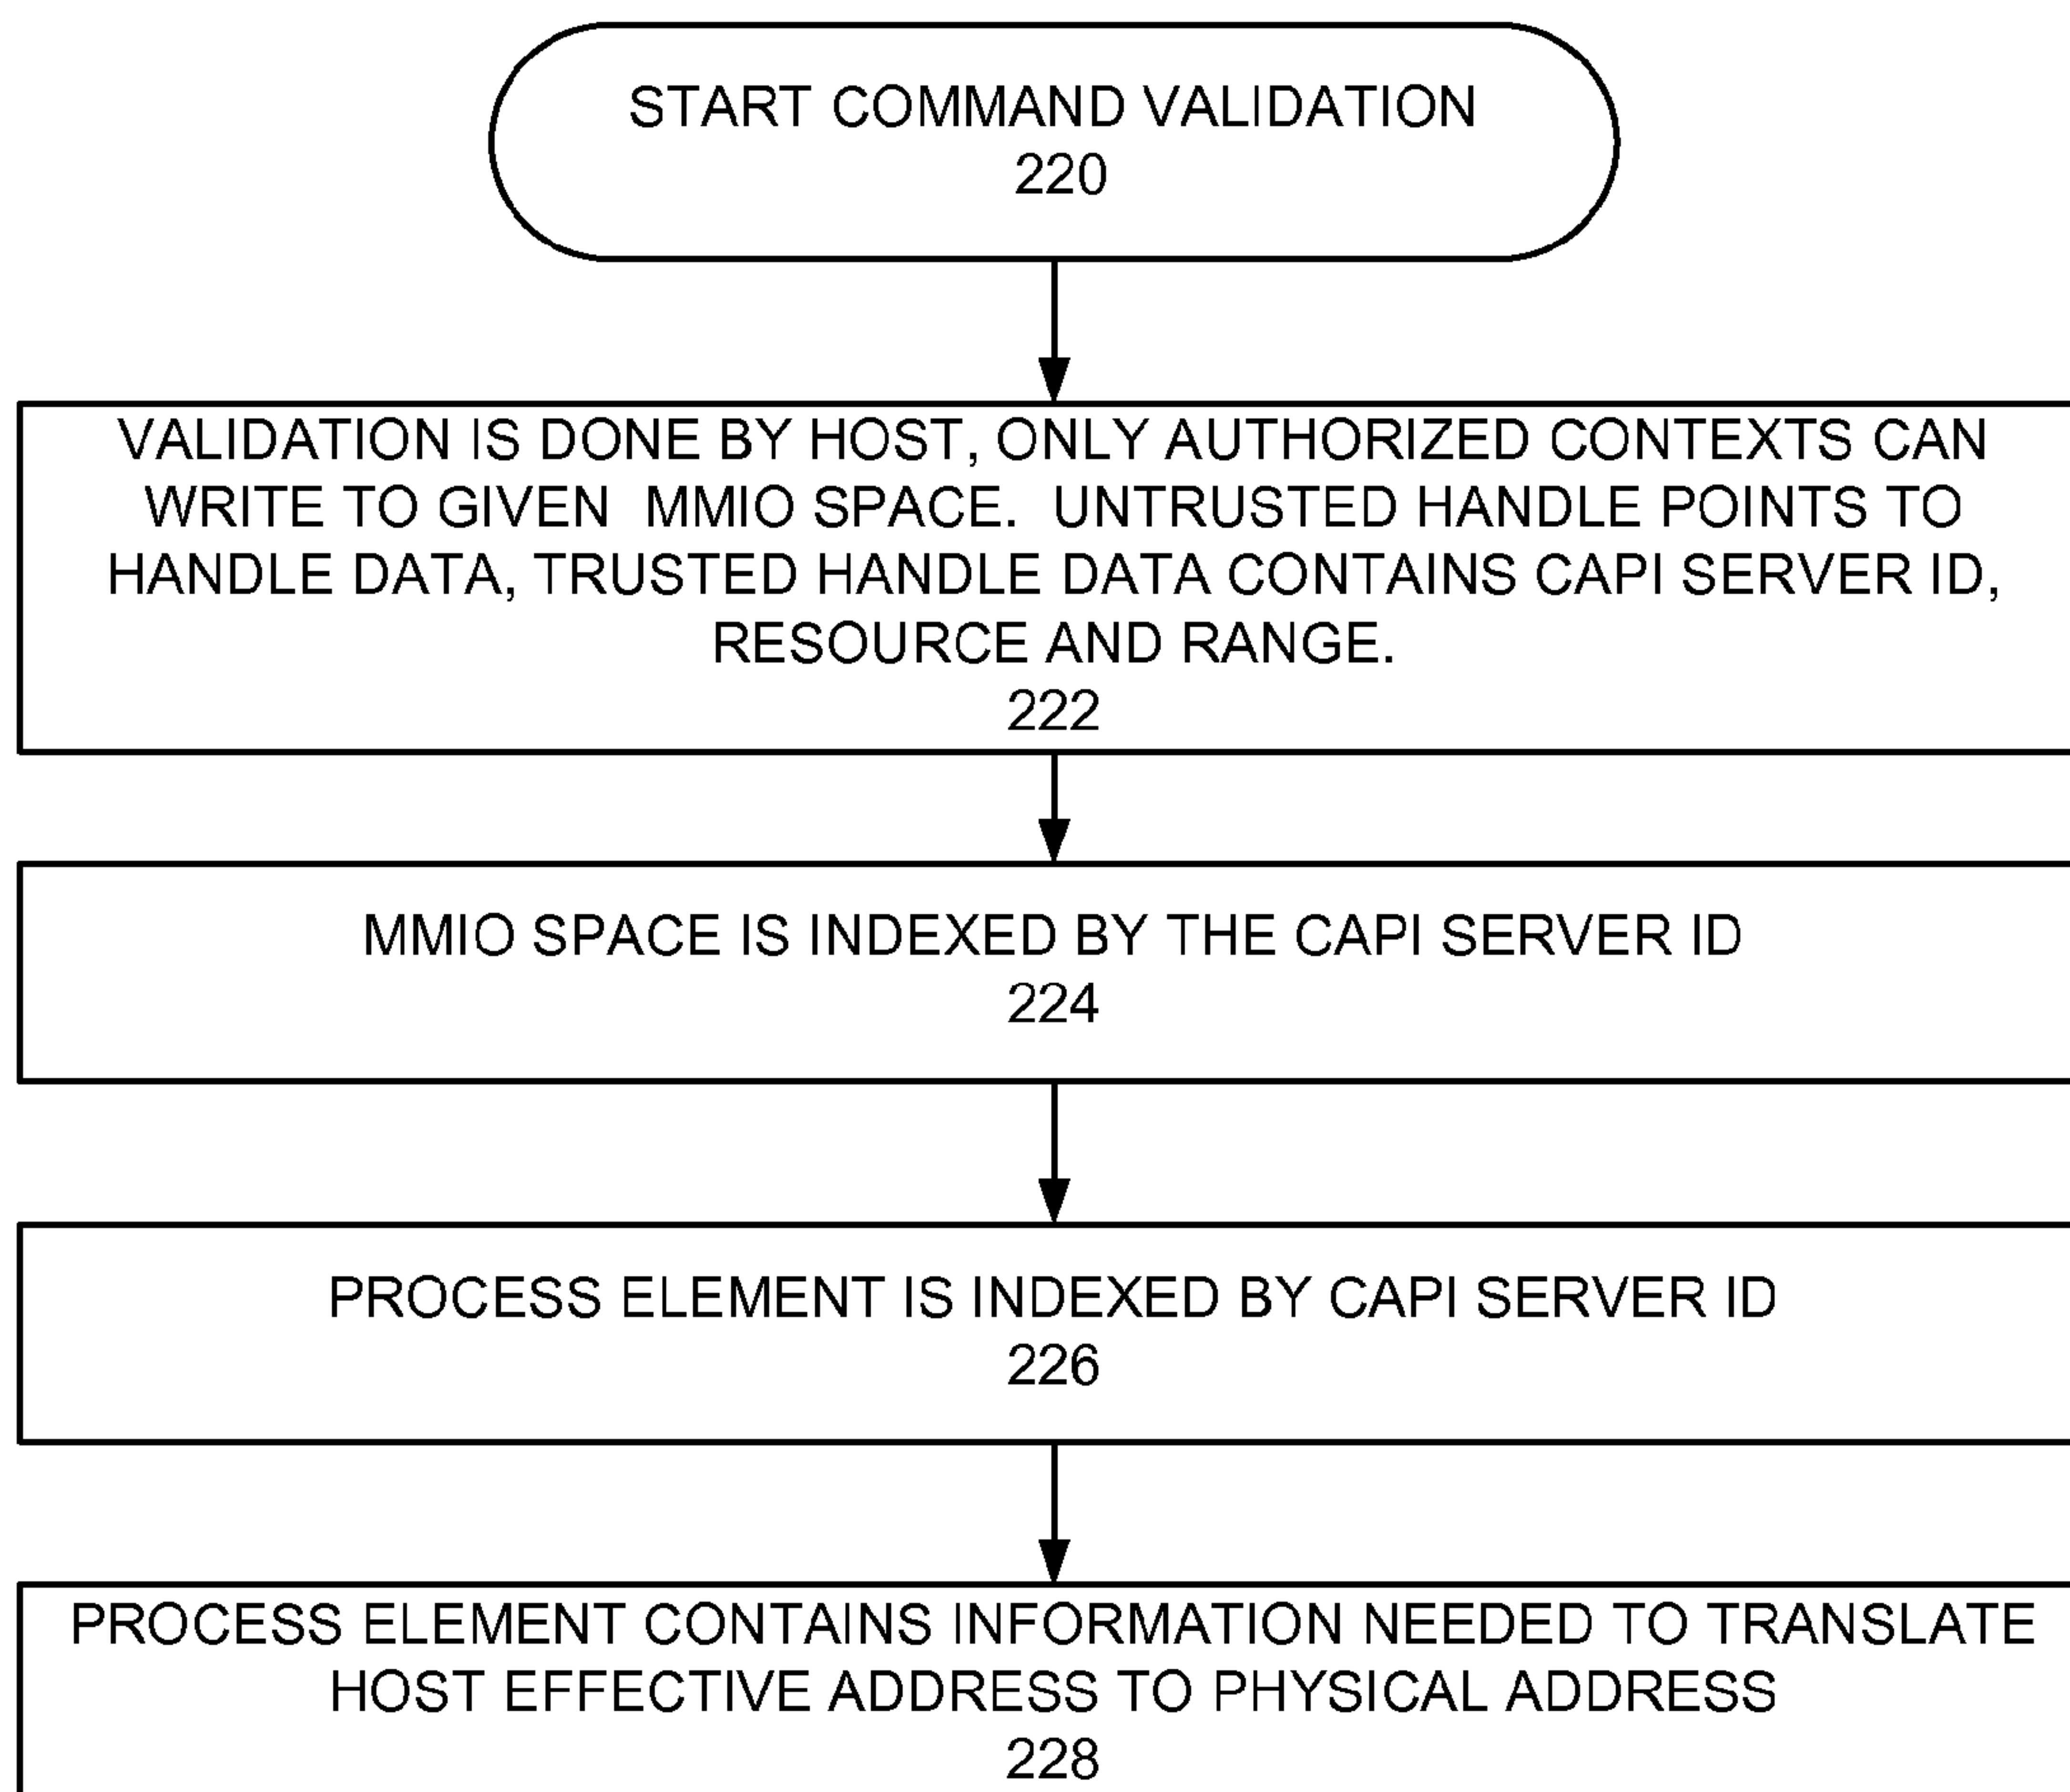 START COMMAND VALIDATION
220
VALIDATION IS DONE BY HOST, ONLY AUTHORIZED CONTEXTS CAN
WRITE TO GIVEN MMIO SPACE. UNTRUSTED HANDLE POINTS TO
HANDLE DATA, TRUSTED HANDLE DATA CONTAINS CAPI SERVER ID,
RESOURCE AND RANGE.
222
MMIO SPACE IS INDEXED BY THE CAPI SERVER ID
224
PROCESS ELEMENT IS INDEXED BY CAPI SERVER ID
226
PROCESS ELEMENT CONTAINS INFORMATION NEEDED TO TRANSLATE
HOST EFFECTIVE ADDRESS TO PHYSICAL ADDRESS
228